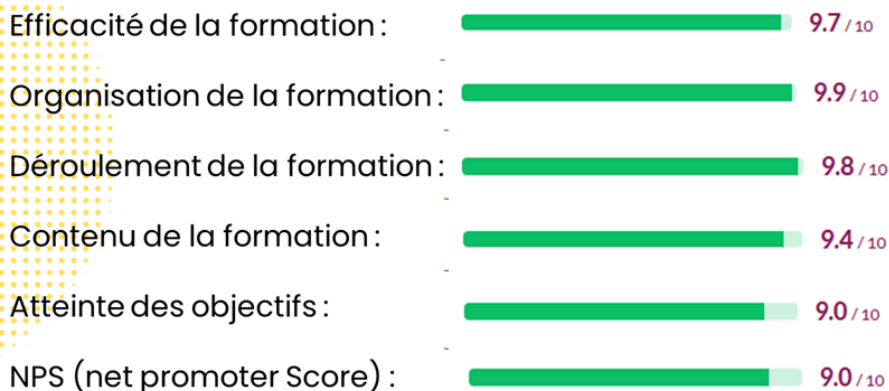 Efficacité de la formation : 9.7 / 10
Organisation de la formation : 9.9 / 10
Déroulement de la formation : 9.8 / 10
Contenu de la formation : 9.4 / 10
Atteinte des objectifs : 9.0 / 10
NPS (net promoter Score) : 9.0 / 10